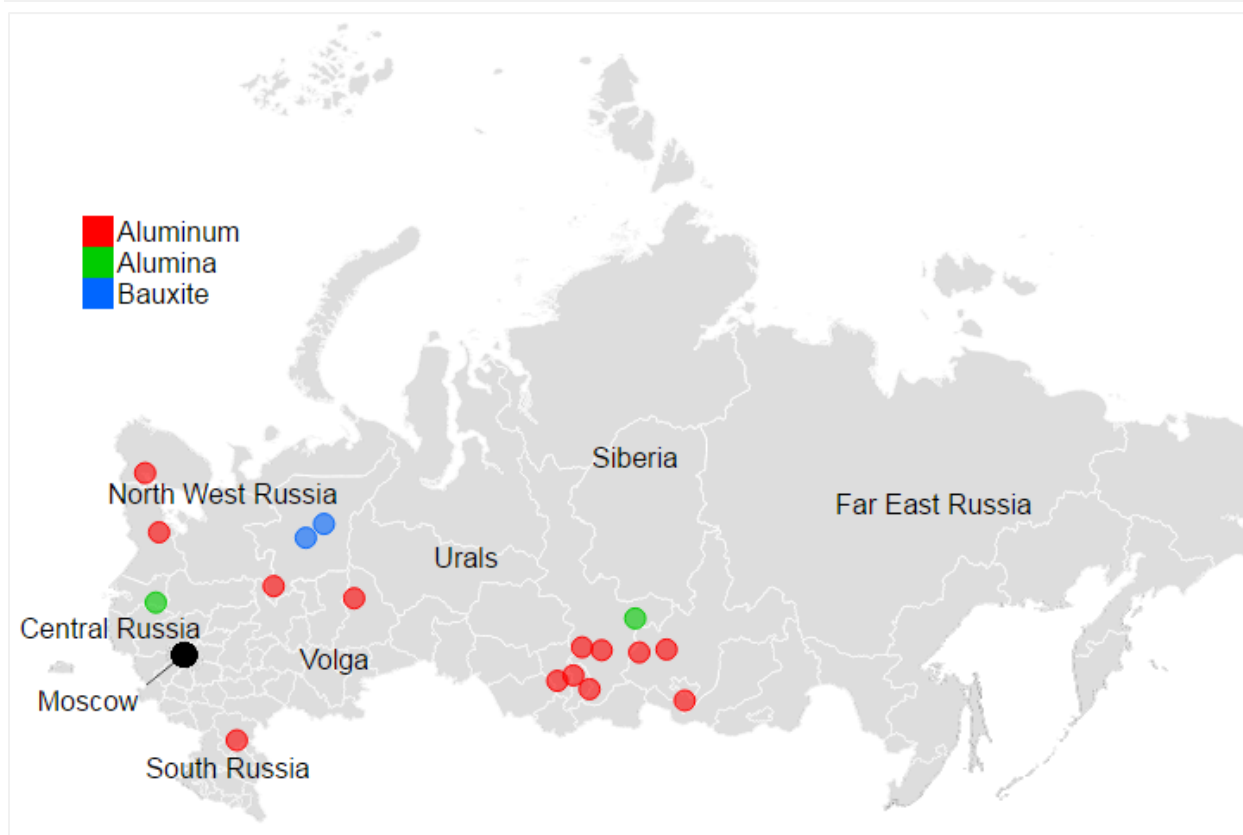 Aluminum
Alumina
Bauxite
Siberia
North West Russia
Far East Russia
Urals
Central Russia
Volga
Moscow
South Russia